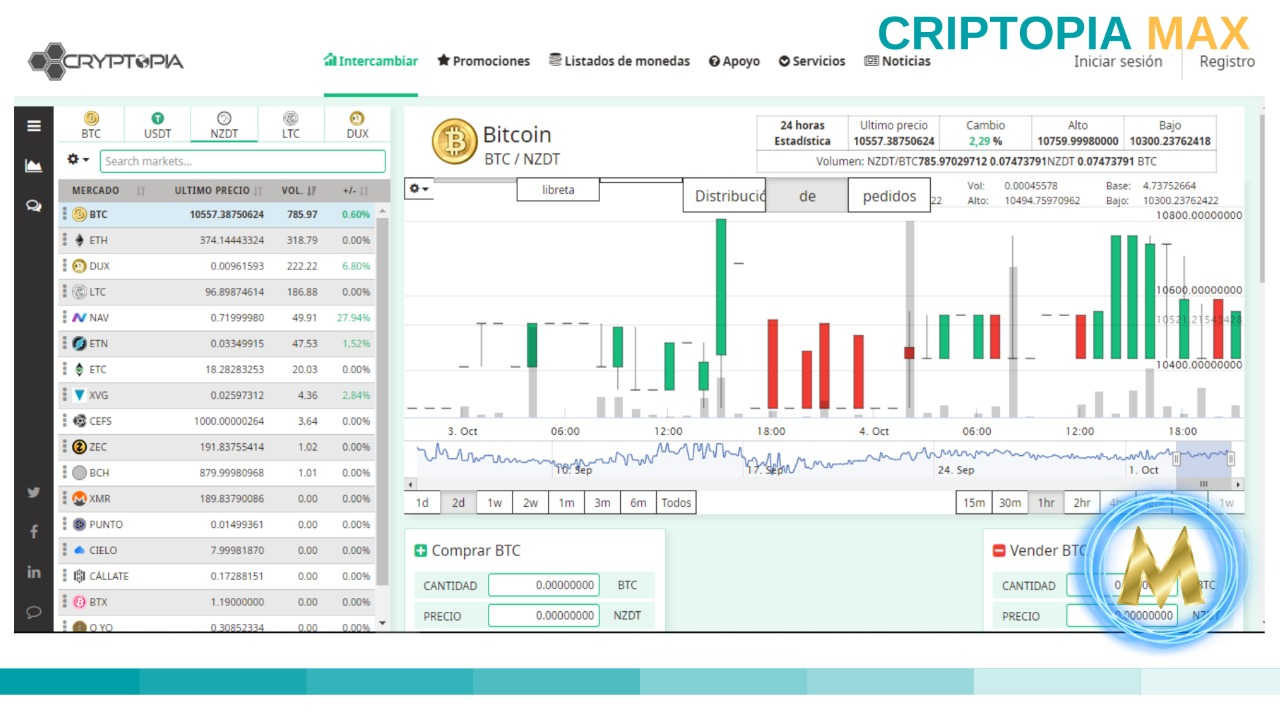 CRIPTOPIA MAX
CRYPTOPIA
Intercambiar Promociones Listados de monedas Apoyo Servicios Noticias Iniciar sesión Registro
BTC USDT NZDT LTC DUX
Search markets...
MERCADO ULTIMO PRECIO VOL. +/-
BTC 10557.38750624 785.97 0.60%
ETH 374.14443324 318.79 0.00%
DUX 0.00961593 222.22 6.80%
LTC 96.89874614 186.88 0.00%
NAV 0.71999980 49.91 27.94%
ETN 0.03349915 47.53 1.52%
ETC 18.28283253 20.03 0.00%
XVG 0.02597312 4.36 2.84%
CEFS 1000.00000264 3.64 0.00%
ZEC 191.83755414 1.02 0.00%
BCH 879.99980968 1.01 0.00%
XMR 189.83790086 0.00 0.00%
PUNTO 0.01499361 0.00 0.00%
CIELO 7.99981870 0.00 0.00%
CÁLLATE 0.17288151 0.00 0.00%
BTX 1.19000000 0.00 0.00%
O YO 0.30852334 0.00 0.00%
Bitcoin
BTC / NZDT
24 horas Estadística
Ultimo precio 10557.38750624
Cambio 2,29 %
Alto 10759.99980000
Bajo 10300.23762418
Volumen: NZDT/BTC785.97029712 0.07473791NZDT 0.07473791 BTC
libreta
Distribució de pedidos
22
Vol: 0.00045578 Base: 4.73752664
Alto: 10494.75970962 Bajo: 10300.23762422
10800.00000000
10600.00000000
10521.21543428
10400.00000000
3. Oct 06:00 12:00 18:00 4. Oct 06:00 12:00 18:00
10. Sep 17. Sep 24. Sep 1. Oct
1d 2d 1w 2w 1m 3m 6m Todos 15m 30m 1hr 2hr 1w
Comprar BTC
CANTIDAD 0.00000000 BTC
PRECIO 0.00000000 NZDT
Vender BTC
CANTIDAD BTC
PRECIO 0.00000000
M